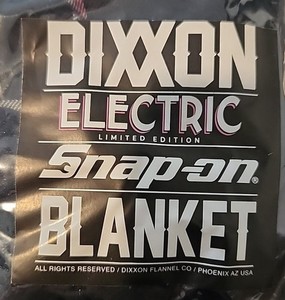 DIXXON
ELECTRIC
LIMITED EDITION
Snap-on®
BLANKET
ALL RIGHTS RESERVED / DIXXON FLANNEL CO / PHOENIX AZ USA